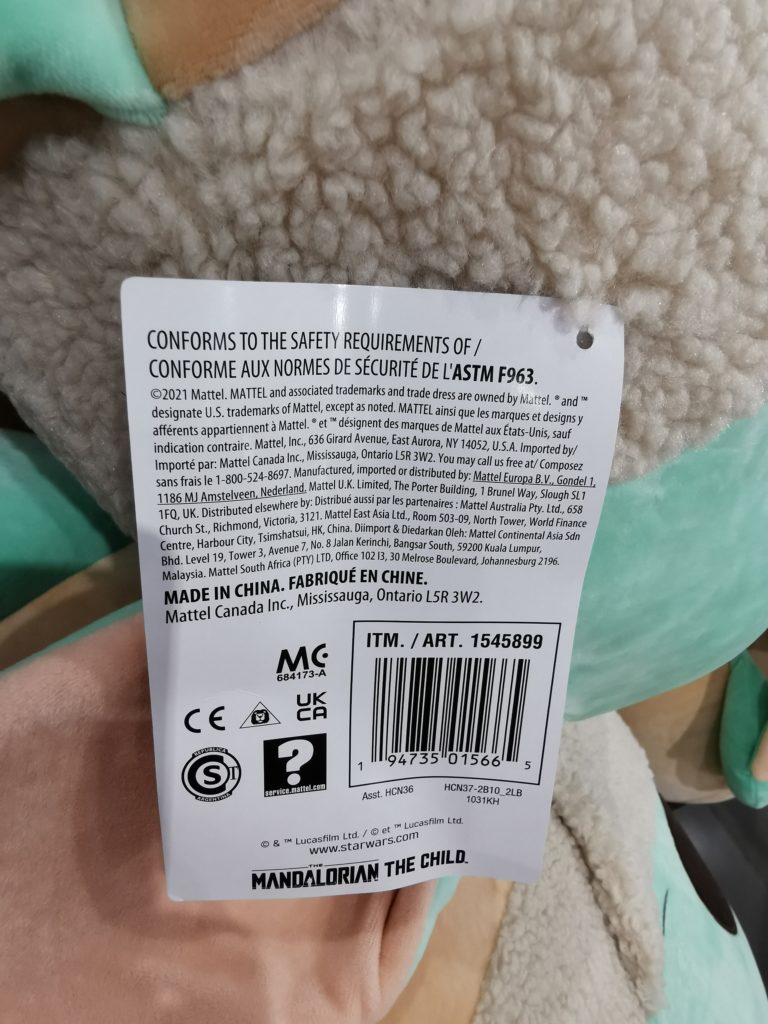 CONFORMS TO THE SAFETY REQUIREMENTS OF /
CONFORME AUX NORMES DE SÉCURITÉ DE L'ASTM F963.
©2021 Mattel. MATTEL and associated trademarks and trade dress are owned by Mattel. ® and ™
designate U.S. trademarks of Mattel, except as noted. MATTEL ainsi que les marques et designs y
afférents appartiennent à Mattel. ® et ™ désignent des marques de Mattel aux États-Unis, sauf
indication contraire. Mattel, Inc., 636 Girard Avenue, East Aurora, NY 14052, U.S.A. Imported by/
Importé par: Mattel Canada Inc., Mississauga, Ontario L5R 3W2. You may call us free at/ Composez
sans frais le 1-800-524-8697. Manufactured, imported or distributed by: Mattel Europa B.V., Gondel 1,
1186 MJ Amstelveen, Nederland. Mattel U.K. Limited, The Porter Building, 1 Brunel Way, Slough SL1
1FQ, UK. Distributed elsewhere by: Distribué aussi par les partenaires : Mattel Australia Pty. Ltd., 658
Church St., Richmond, Victoria, 3121. Mattel East Asia Ltd., Room 503-09, North Tower, World Finance
Centre, Harbour City, Tsimshatsui, HK, China. Diimport & Diedarkan Oleh: Mattel Continental Asia Sdn
Bhd. Level 19, Tower 3, Avenue 7, No. 8 Jalan Kerinchi, Bangsar South, 59200 Kuala Lumpur,
Malaysia. Mattel South Africa (PTY) LTD, Office 102 I3, 30 Melrose Boulevard, Johannesburg 2196.
MADE IN CHINA. FABRIQUÉ EN CHINE.
Mattel Canada Inc., Mississauga, Ontario L5R 3W2.
ITM. / ART. 1545899
MC
684173-A
CE
UK
CA
1 94735 01566 5
REPUBLICA
S
ARGENTINA
?
service.mattel.com
Asst. HCN36
HCN37-2B10_2LB
1031KH
© & ™ Lucasfilm Ltd. / © et ™ Lucasfilm Ltd.
www.starwars.com
THE
MANDALORIAN THE CHILD™